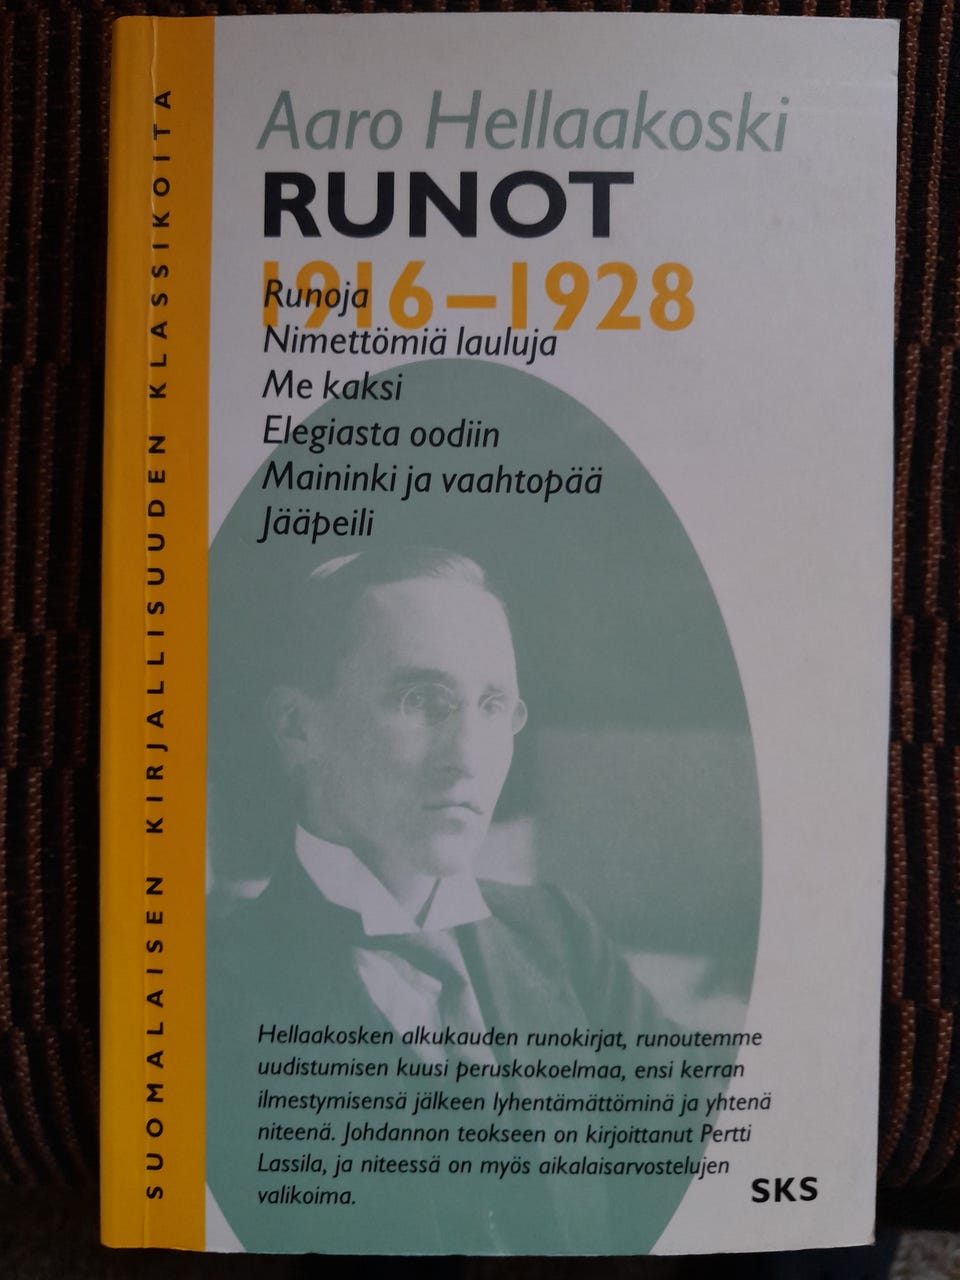 SUOMALAISEN KIRJALLISUUDEN KLASSIKOITA
Aaro Hellaakoski
RUNOT
1916–1928
Runoja
Nimettömiä lauluja
Me kaksi
Elegiasta oodiin
Maininki ja vaahtopää
Jääpeili
Hellaakosken alkukauden runokirjat, runoutemme
uudistumisen kuusi peruskokoelmaa, ensi kerran
ilmestymisensä jälkeen lyhentämättöminä ja yhtenä
niteenä. Johdannon teokseen on kirjoittanut Pertti
Lassila, ja niteessä on myös aikalaisarvostelujen
valikoima.
SKS